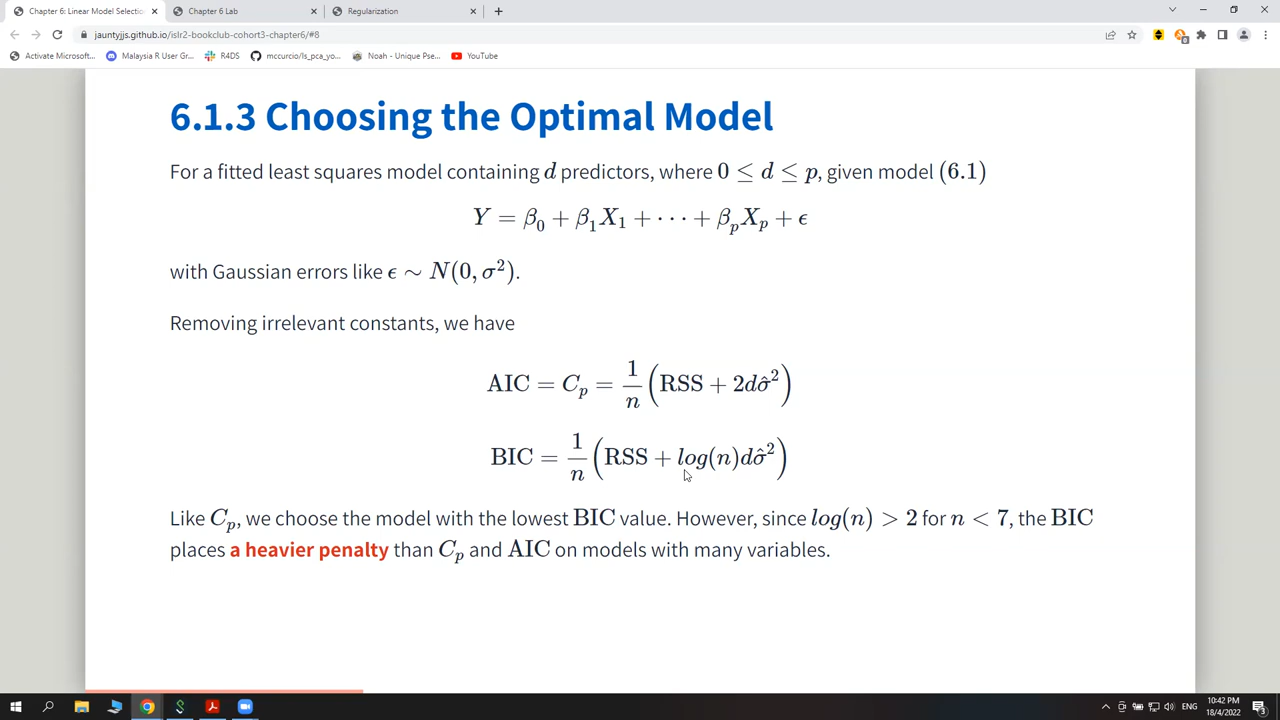 Chapter 6: Linear Model Selectio
Chapter 6 Lab
Regularization
jauntyjjs.github.io/islr2-bookclub-cohort3-chapter6/#8
Activate Microsoft...
Malaysia R User Gr...
R4DS
mccurcio/ls_pca_yo...
Noah - Unique Pse...
YouTube
6.1.3 Choosing the Optimal Model
For a fitted least squares model containing d predictors, where 0 ≤ d ≤ p, given model (6.1)
Y = β₀ + β₁X₁ + ⋯ + βₚXₚ + ϵ
with Gaussian errors like ϵ ∼ N(0, σ²).
Removing irrelevant constants, we have
AIC = Cₚ = 1/n (RSS + 2dσ̂²)
BIC = 1/n (RSS + log(n)dσ̂²)
Like Cₚ, we choose the model with the lowest BIC value. However, since log(n) > 2 for n < 7, the BIC
places a heavier penalty than Cₚ and AIC on models with many variables.
ENG
10:42 PM
18/4/2022